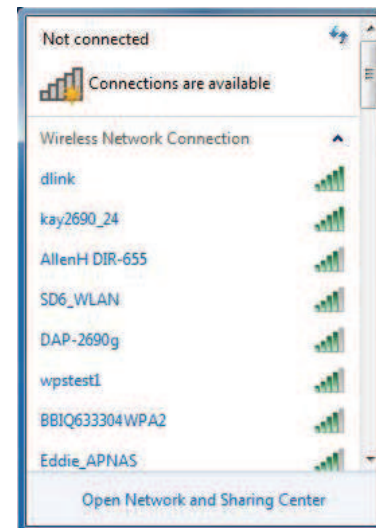 Not connected
Connections are available
Wireless Network Connection
dlink
kay2690_24
AllenH DIR-655
SD6_WLAN
DAP-2690g
wpstest1
BBIQ633304WPA2
Eddie_APNAS
Open Network and Sharing Center